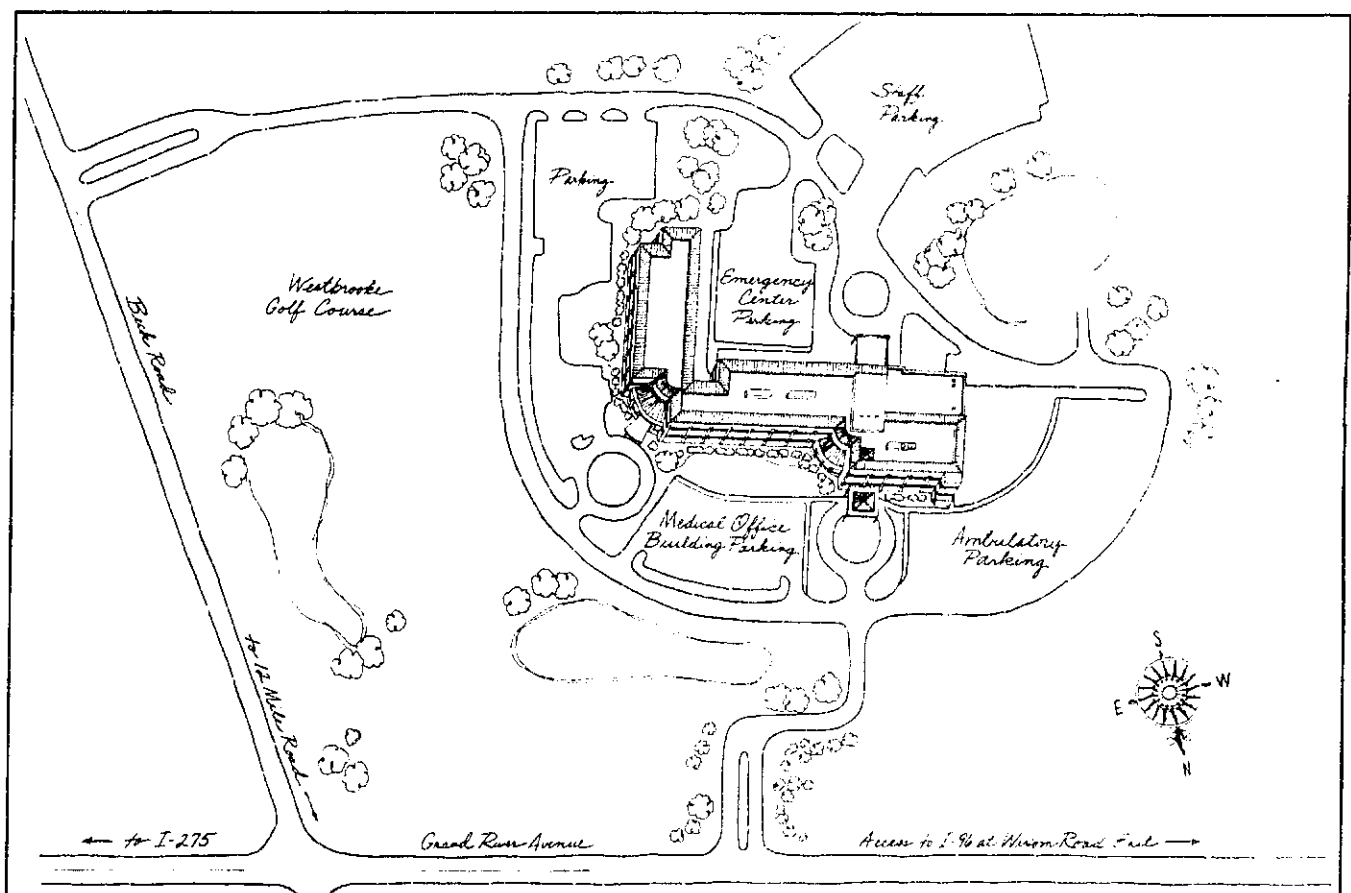 Staff
Parking
Parking
Westbrooke
Golf Course
Emergency
Center
Parking
Beck Road
Medical Office
Building Parking
Ambulatory
Parking
to 12 Mile Road →
S
W
E
N
← to I-275
Grand River Avenue
Access to I-96 at Wixom Road Exit →